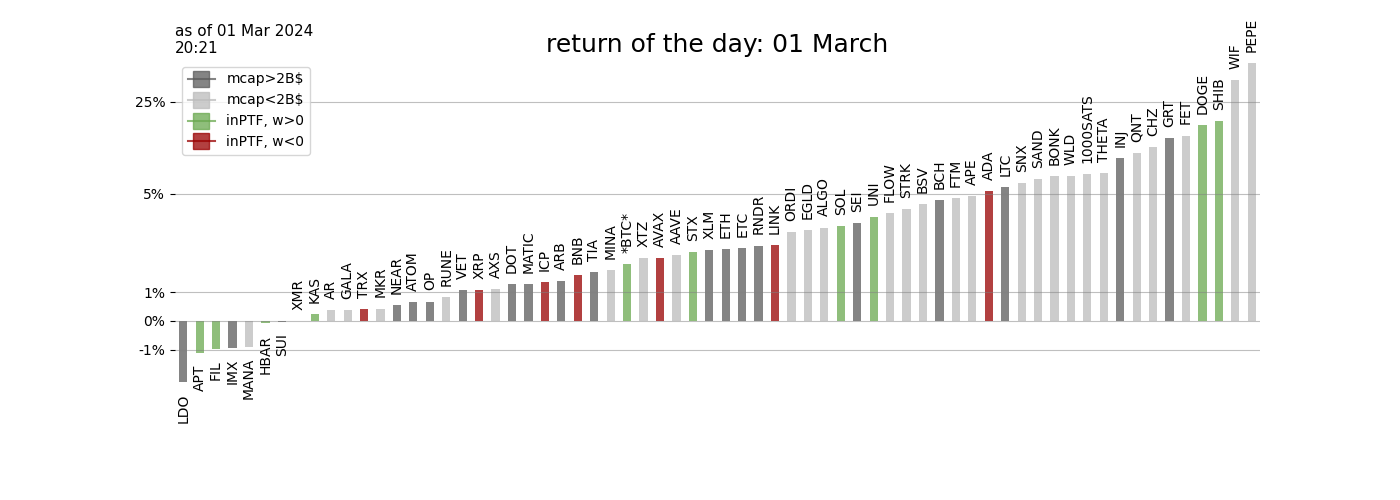 as of 01 Mar 2024
20:21
return of the day: 01 March
mcap>2B$
mcap<2B$
inPTF, w>0
inPTF, w<0
25%
5%
1%
0%
-1%
LDO
APT
FIL
IMX
MANA
HBAR
SUI
XMR
KAS
AR
GALA
TRX
MKR
NEAR
ATOM
OP
RUNE
VET
XRP
AXS
DOT
MATIC
ICP
ARB
BNB
TIA
MINA
*BTC*
XTZ
AVAX
AAVE
STX
XLM
ETH
ETC
RNDR
LINK
ORDI
EGLD
ALGO
SOL
SEI
UNI
FLOW
STRK
BSV
BCH
FTM
APE
ADA
LTC
SNX
SAND
BONK
WLD
1000SATS
THETA
INJ
QNT
CHZ
GRT
FET
DOGE
SHIB
WIF
PEPE